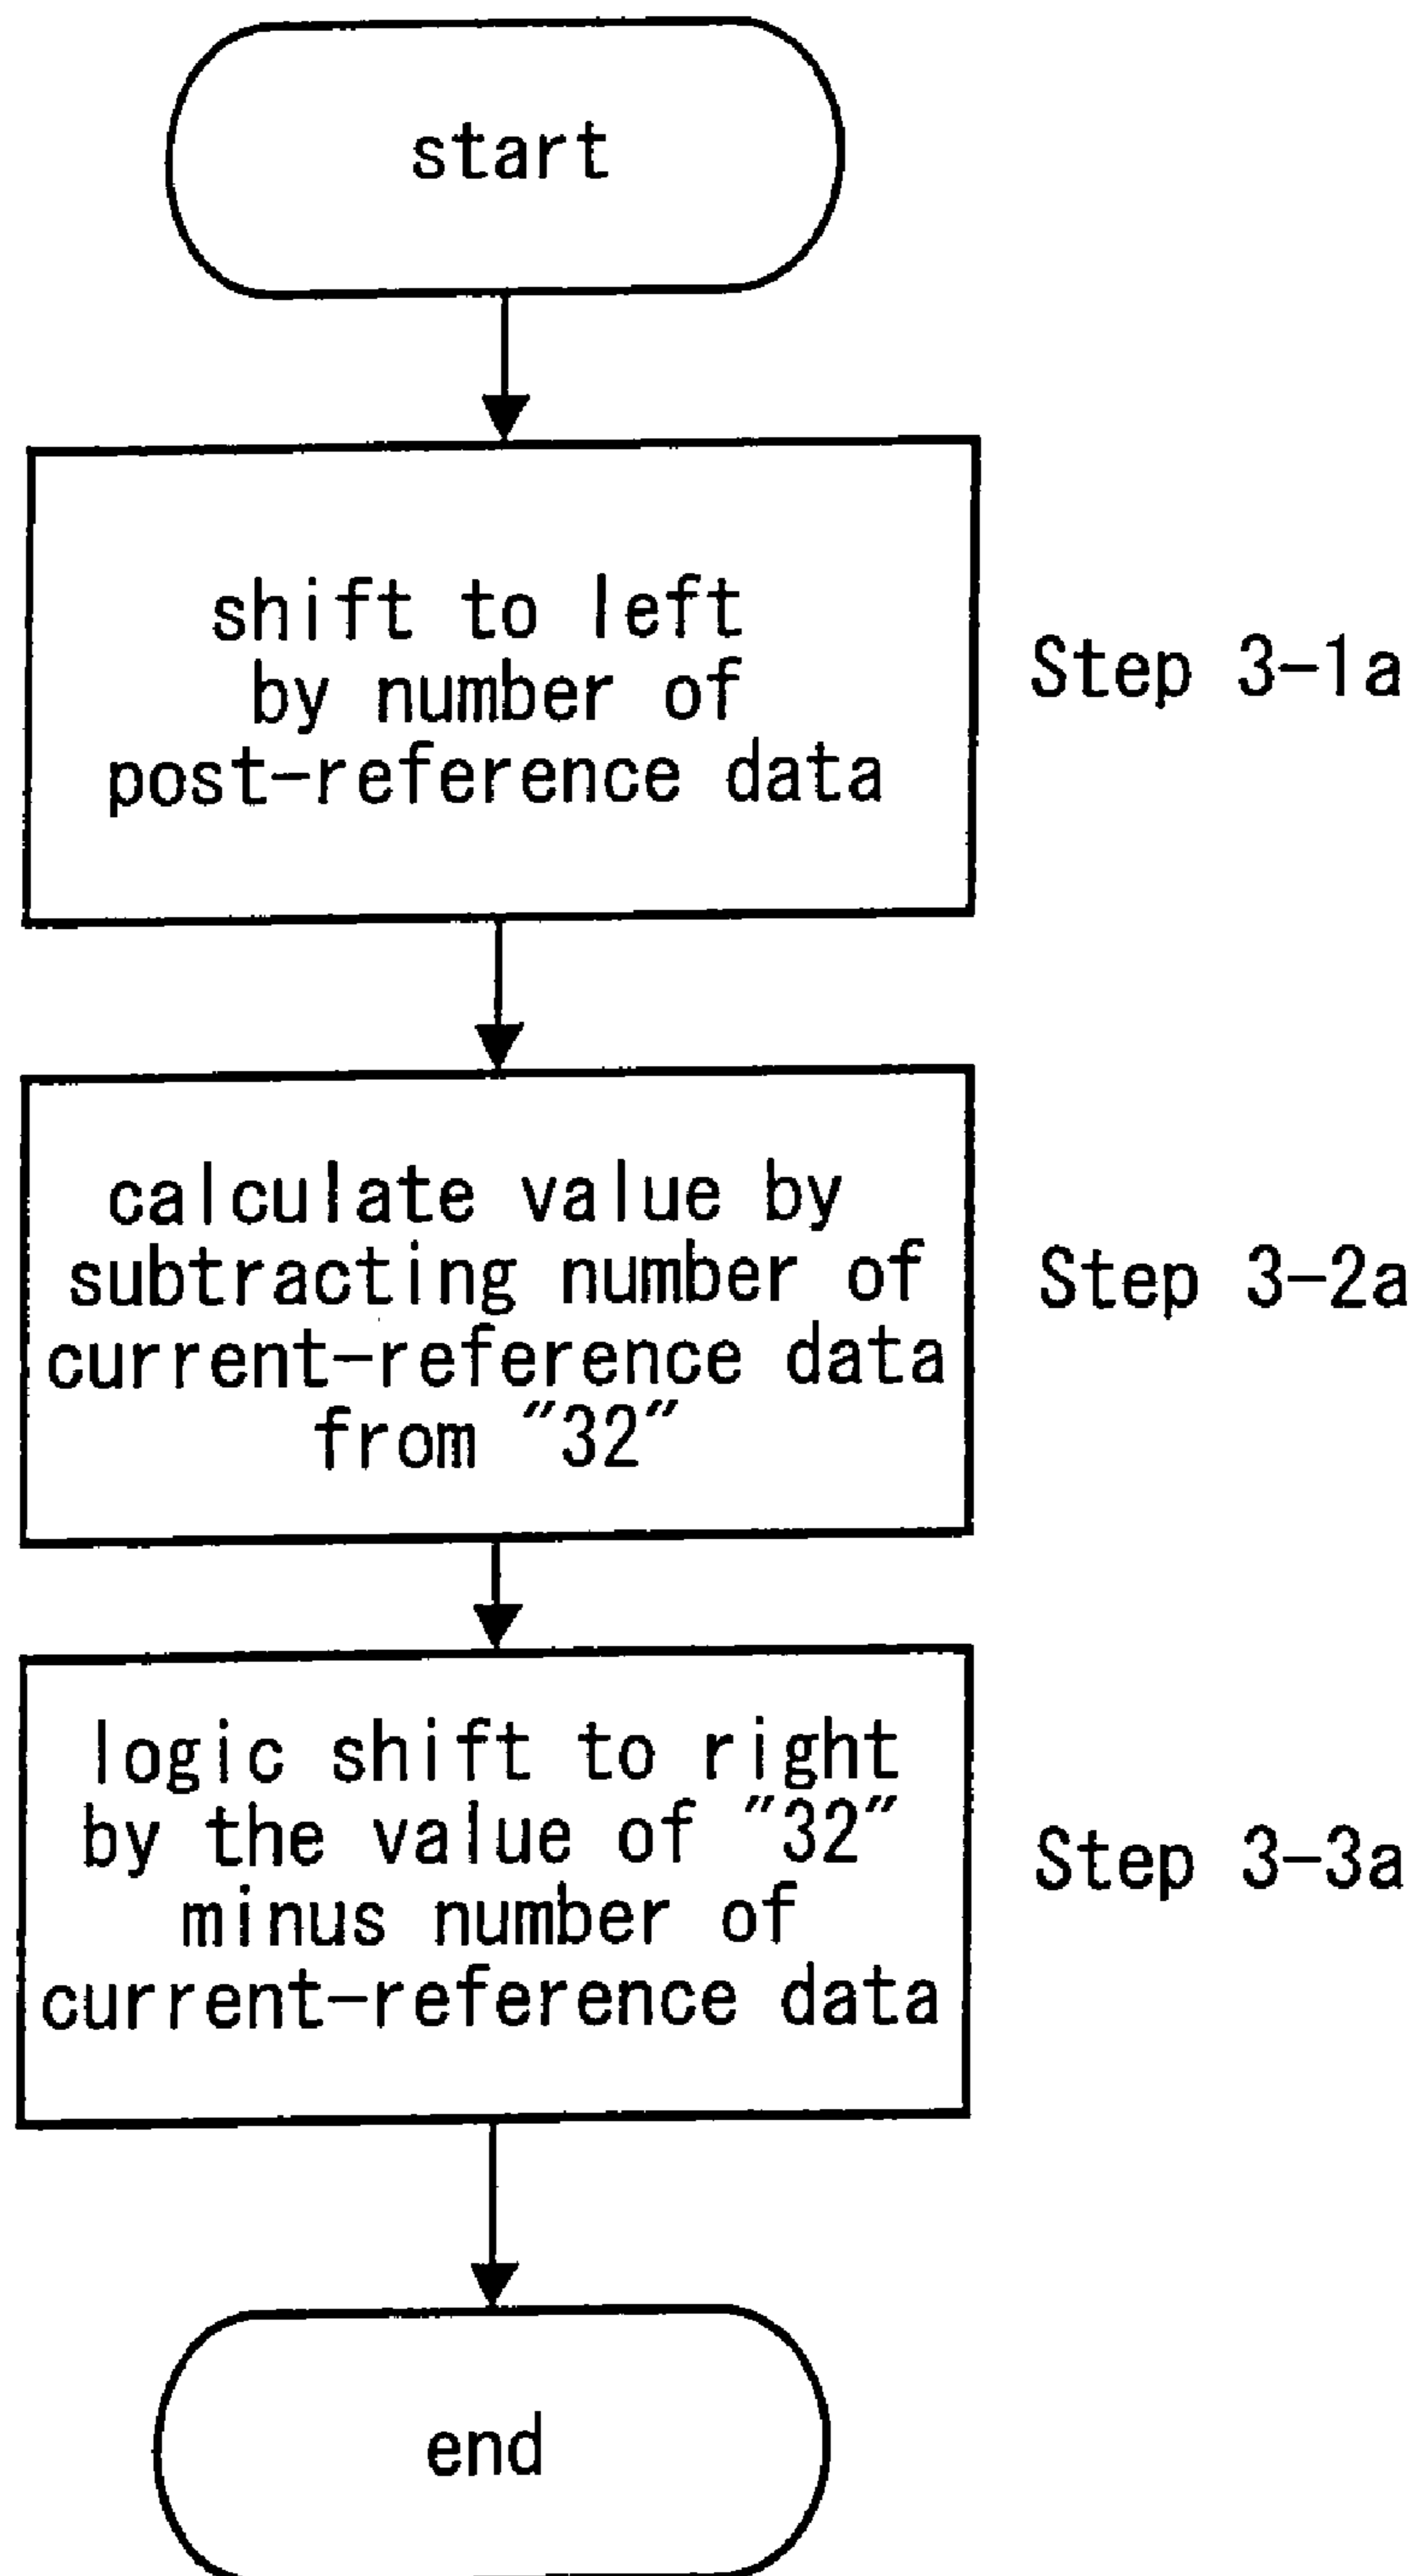 start
shift to left
by number of
post-reference data
Step 3-1a
calculate value by
subtracting number of
current-reference data
from "32"
Step 3-2a
logic shift to right
by the value of "32"
minus number of
current-reference data
Step 3-3a
end